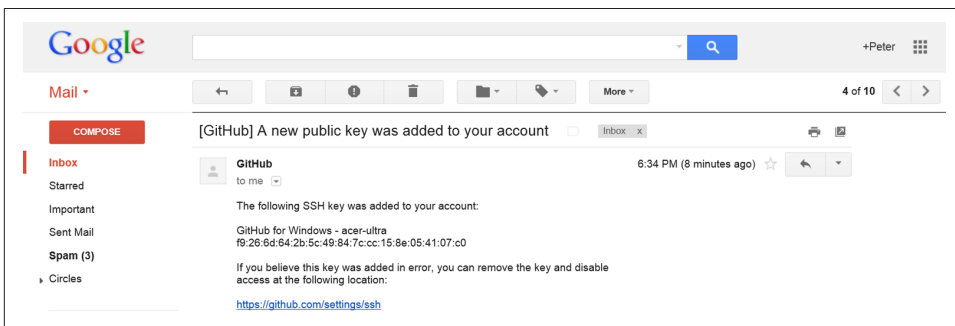 Google
+Peter
Mail
More
4 of 10
COMPOSE
[GitHub] A new public key was added to your account
Inbox x
Inbox
Starred
Important
Sent Mail
Spam (3)
Circles
GitHub
6:34 PM (8 minutes ago)
to me
The following SSH key was added to your account:
GitHub for Windows - acer-ultra
f9:26:6d:64:2b:5c:49:84:7c:cc:15:8e:05:41:07:c0
If you believe this key was added in error, you can remove the key and disable
access at the following location:
https://github.com/settings/ssh